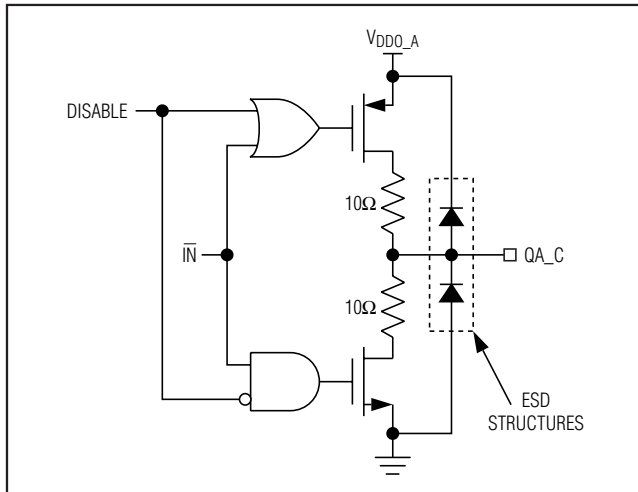 V_DDO_A
DISABLE
10Ω
IN̅
QA_C
10Ω
ESD
STRUCTURES